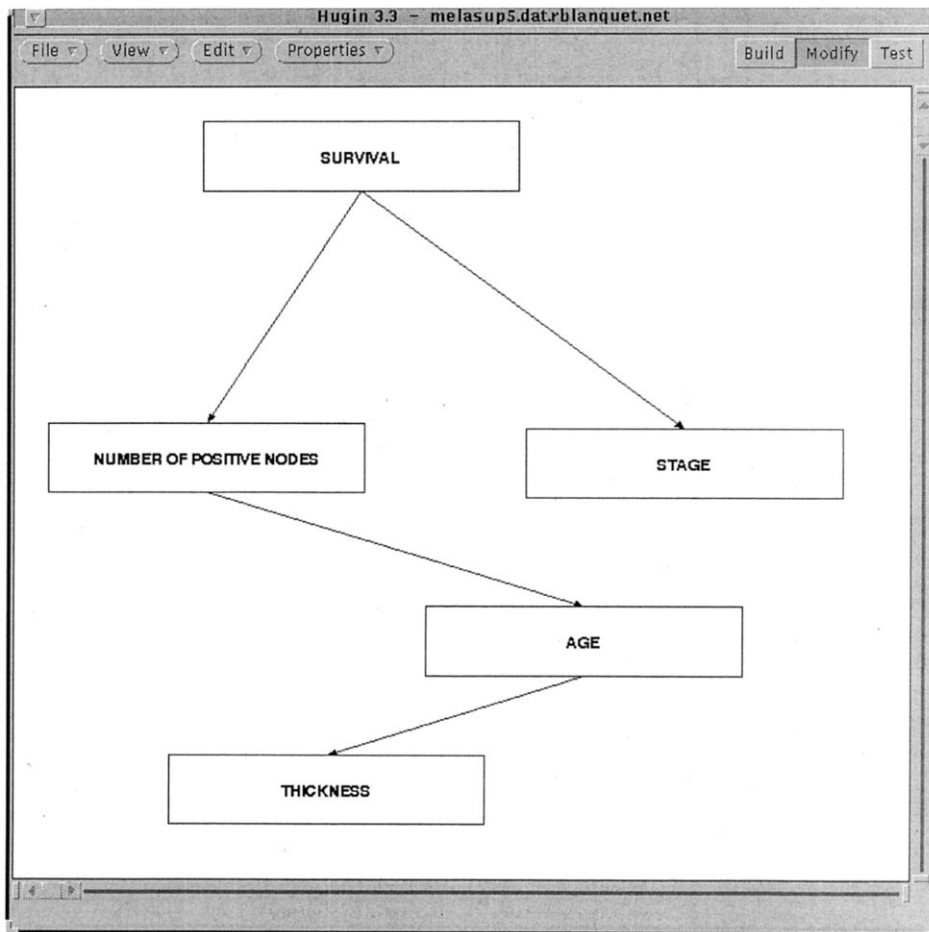 Hugin 3.3 - melasup5.dat.rblanquet.net
File View Edit Properties Build Modify Test
SURVIVAL
NUMBER OF POSITIVE NODES
STAGE
AGE
THICKNESS